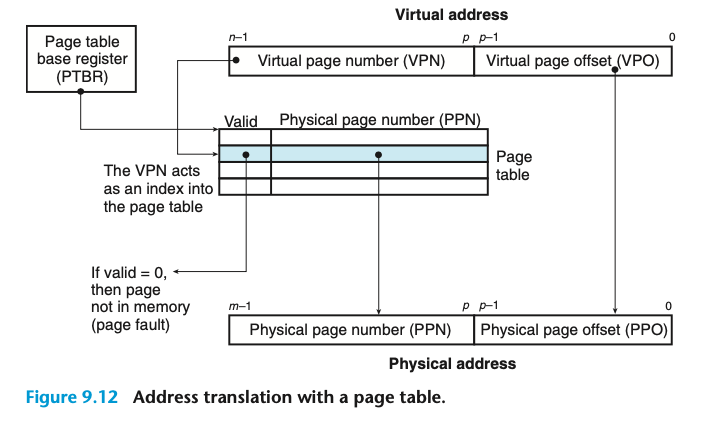 Virtual address
Page table
base register
(PTBR)
n–1
p p–1
0
Virtual page number (VPN)
Virtual page offset (VPO)
Valid
Physical page number (PPN)
Page
table
The VPN acts
as an index into
the page table
If valid = 0,
then page
not in memory
(page fault)
m–1
p p–1
0
Physical page number (PPN)
Physical page offset (PPO)
Physical address
Figure 9.12 Address translation with a page table.